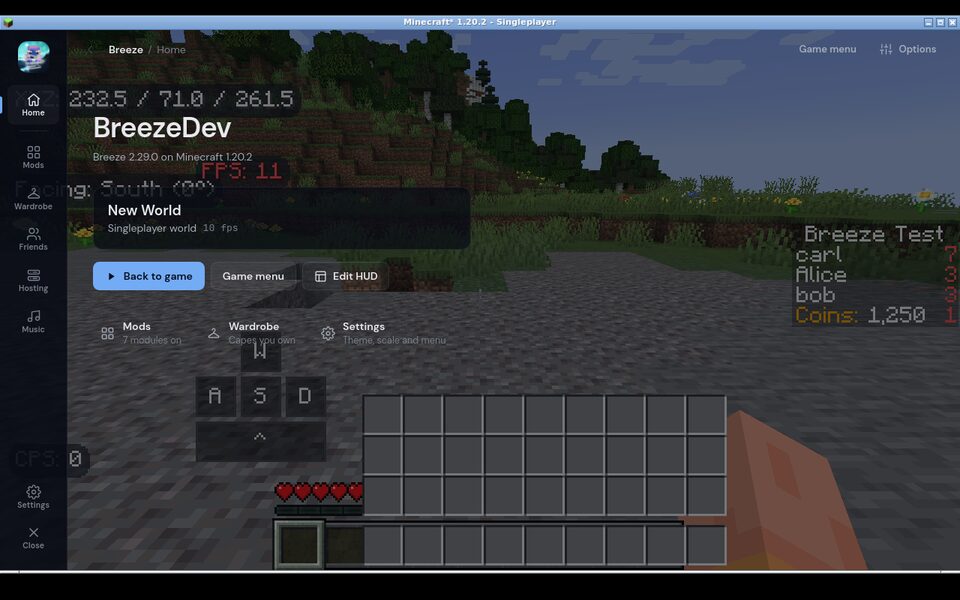 Minecraft* 1.20.2 - Singleplayer
Breeze / Home
Game menu
Options
XYZ: 232.5 / 71.0 / 261.5
Home
BreezeDev
Breeze 2.29.0 on Minecraft 1.20.2
FPS: 11
Mods
Facing: South (0°)
Wardrobe
New World
Singleplayer world 10 fps
Friends
Breeze Test
carl 7
Alice 3
bob 3
Coins: 1,250 1
Back to game
Game menu
Edit HUD
Hosting
Music
Mods
7 modules on
Wardrobe
Capes you own
Settings
Theme, scale and menu
W
A S D
^
CPS: 0
Settings
Close